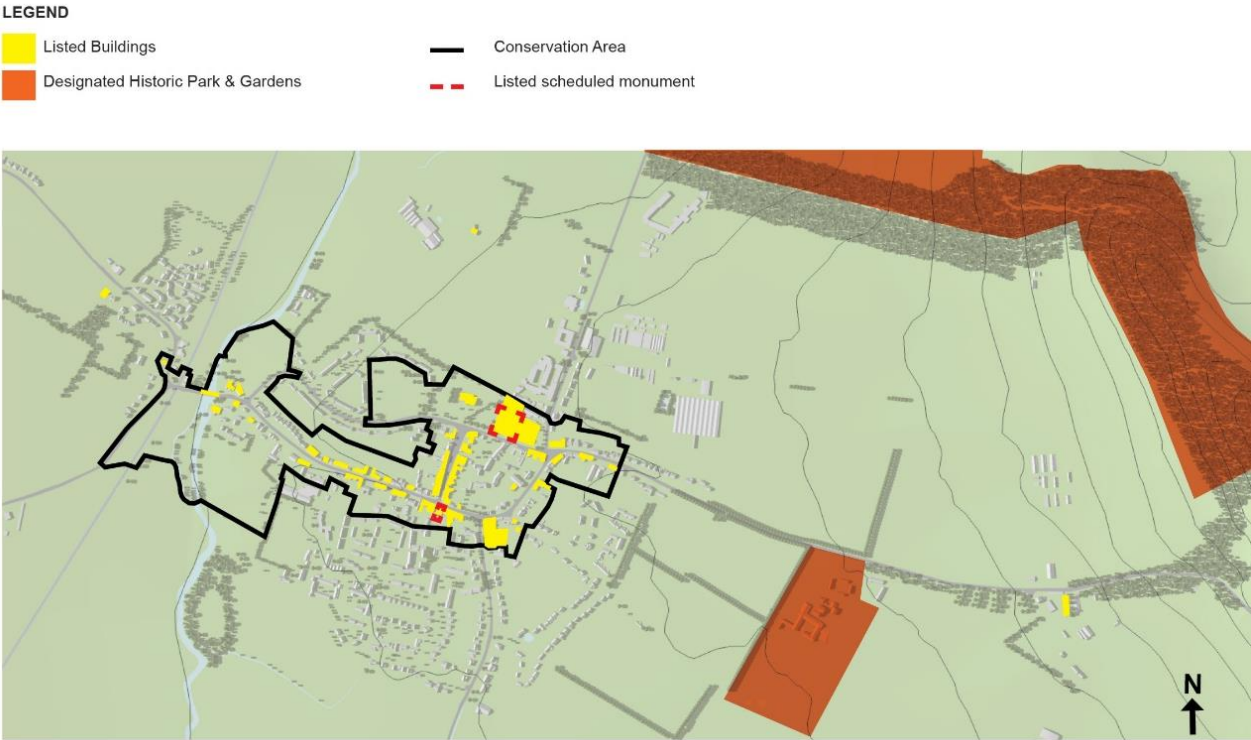 LEGEND
Listed Buildings
Conservation Area
Designated Historic Park & Gardens
Listed scheduled monument
N